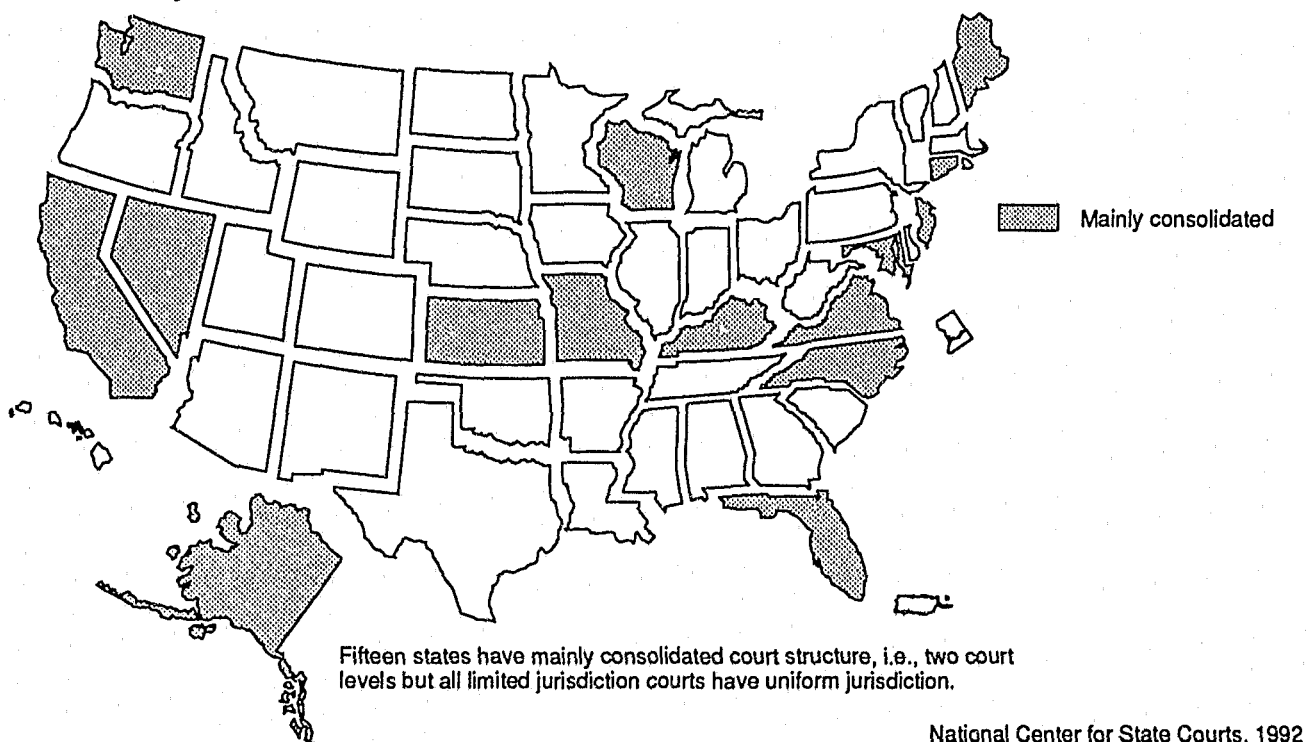 Mainly consolidated
Fifteen states have mainly consolidated court structure, i.e., two court
levels but all limited jurisdiction courts have uniform jurisdiction.
National Center for State Courts, 1992